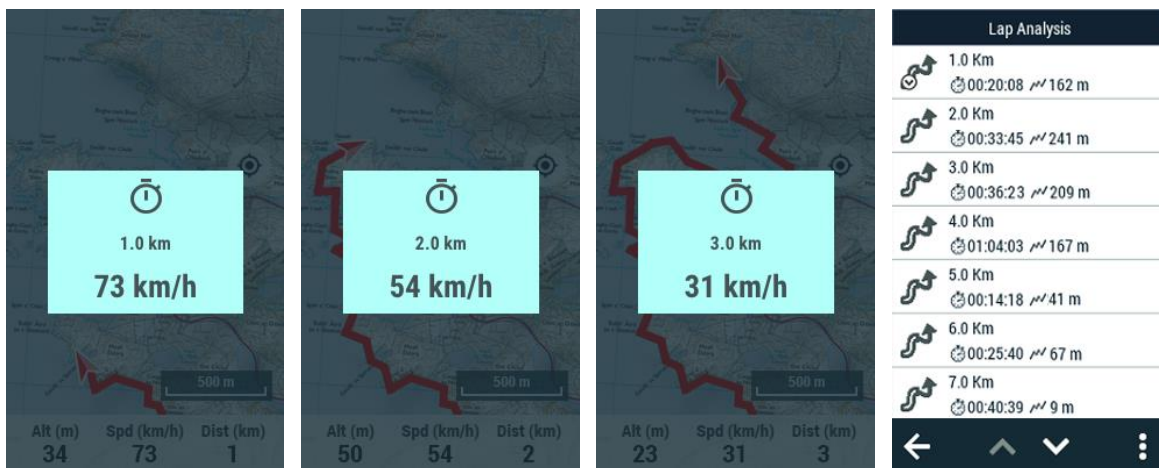 1.0 km
73 km/h
500 m
Alt (m) Spd (km/h) Dist (km)
34 73 1
2.0 km
54 km/h
500 m
Alt (m) Spd (km/h) Dist (km)
50 54 2
3.0 km
31 km/h
500 m
Alt (m) Spd (km/h) Dist (km)
23 31 3
Lap Analysis
1.0 Km
00:20:08 162 m
2.0 Km
00:33:45 241 m
3.0 Km
00:36:23 209 m
4.0 Km
01:04:03 167 m
5.0 Km
00:14:18 41 m
6.0 Km
00:25:40 67 m
7.0 Km
00:40:39 9 m